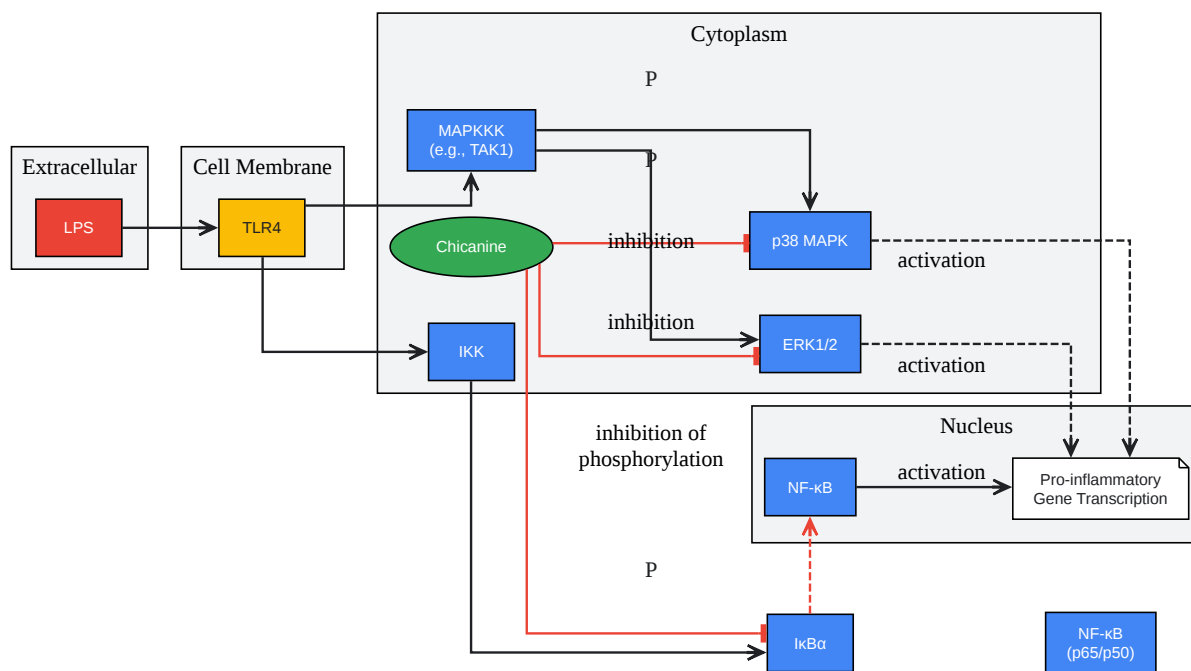 Cytoplasm
P
MAPKKK
(e.g., TAK1)
P
Extracellular
Cell Membrane
LPS
TLR4
Chicanine
inhibition
p38 MAPK
activation
inhibition
IKK
ERK1/2
activation
Nucleus
inhibition of
phosphorylation
NF-κB
activation
Pro-inflammatory
Gene Transcription
P
IκBα
NF-κB
(p65/p50)